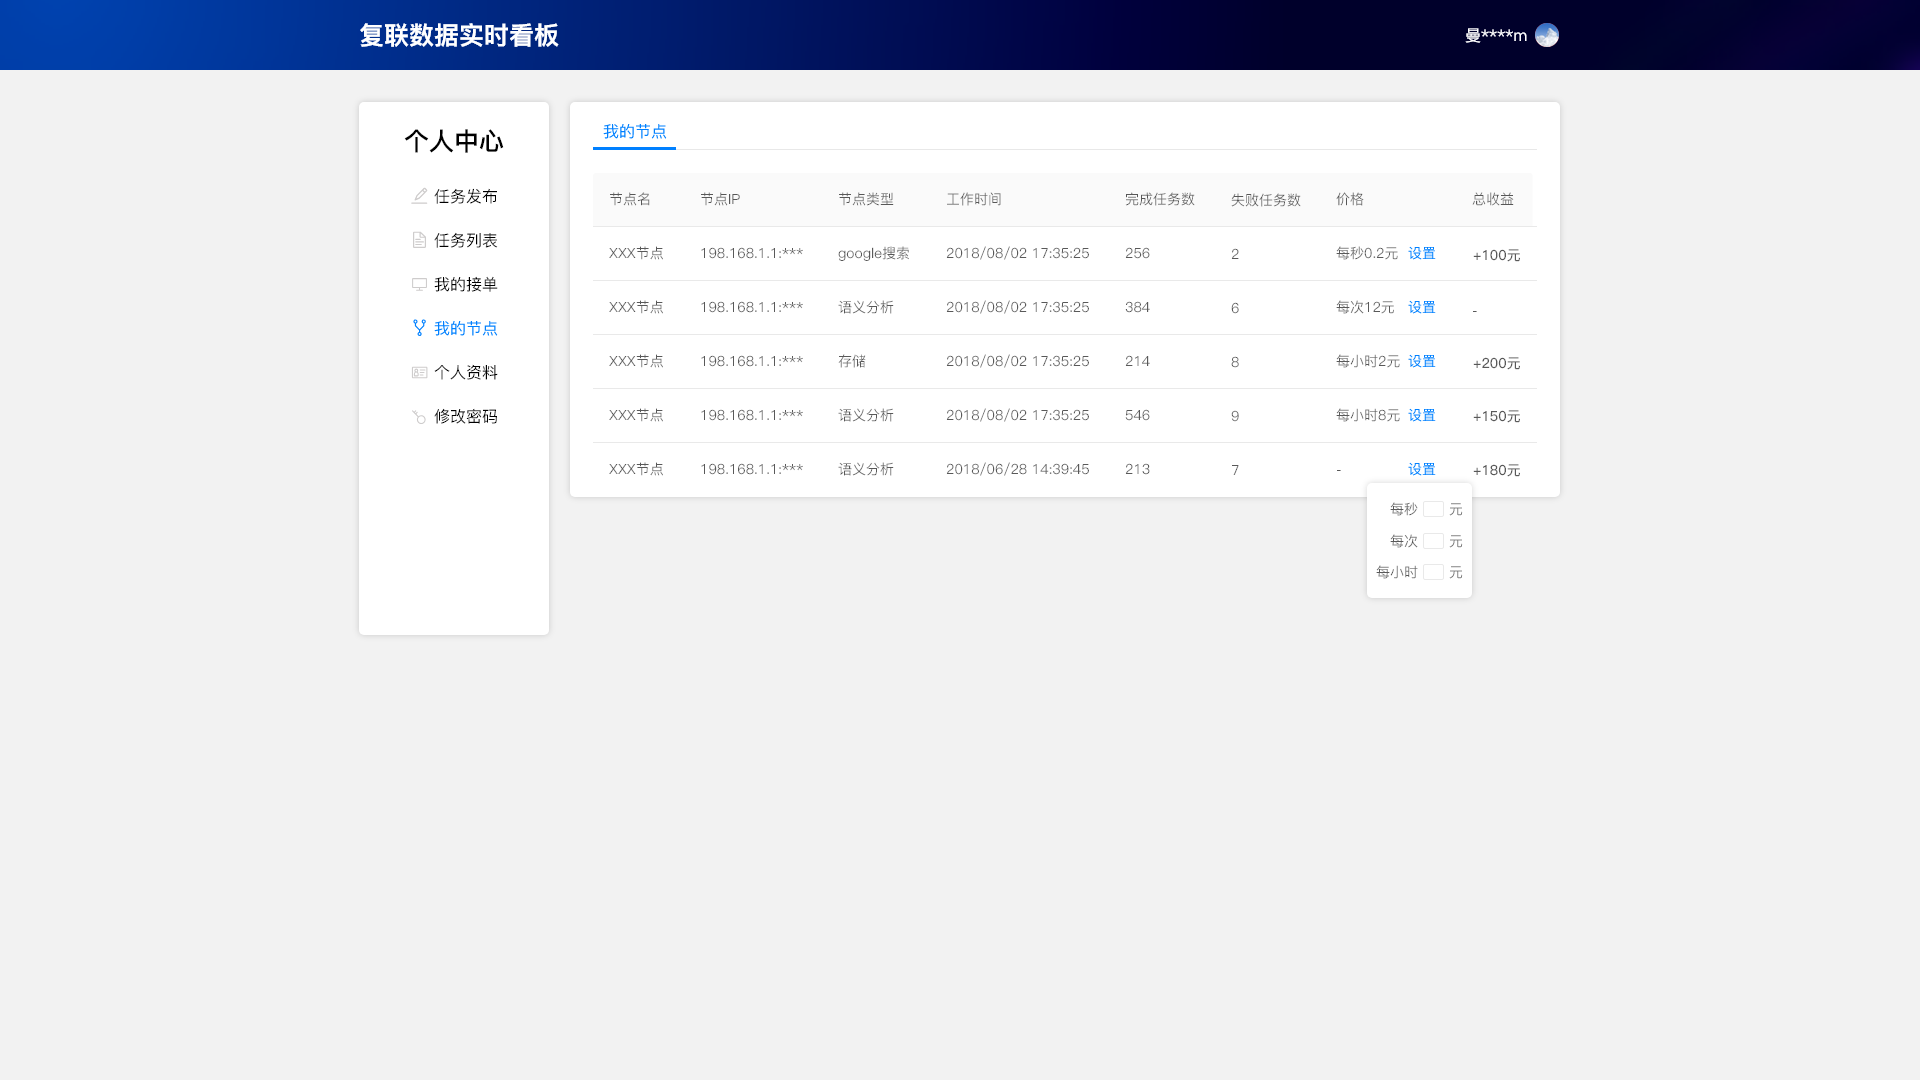 复联数据实时看板
曼****m
个人中心
任务发布
任务列表
我的接单
我的节点
个人资料
修改密码
我的节点
节点名 节点IP 节点类型 工作时间 完成任务数 失败任务数 价格 总收益
XXX节点 198.168.1.1:*** google搜索 2018/08/02 17:35:25 256 2 每秒0.2元 设置 +100元
XXX节点 198.168.1.1:*** 语义分析 2018/08/02 17:35:25 384 6 每次12元 设置 -
XXX节点 198.168.1.1:*** 存储 2018/08/02 17:35:25 214 8 每小时2元 设置 +200元
XXX节点 198.168.1.1:*** 语义分析 2018/08/02 17:35:25 546 9 每小时8元 设置 +150元
XXX节点 198.168.1.1:*** 语义分析 2018/06/28 14:39:45 213 7 - 设置 +180元
每秒 元
每次 元
每小时 元